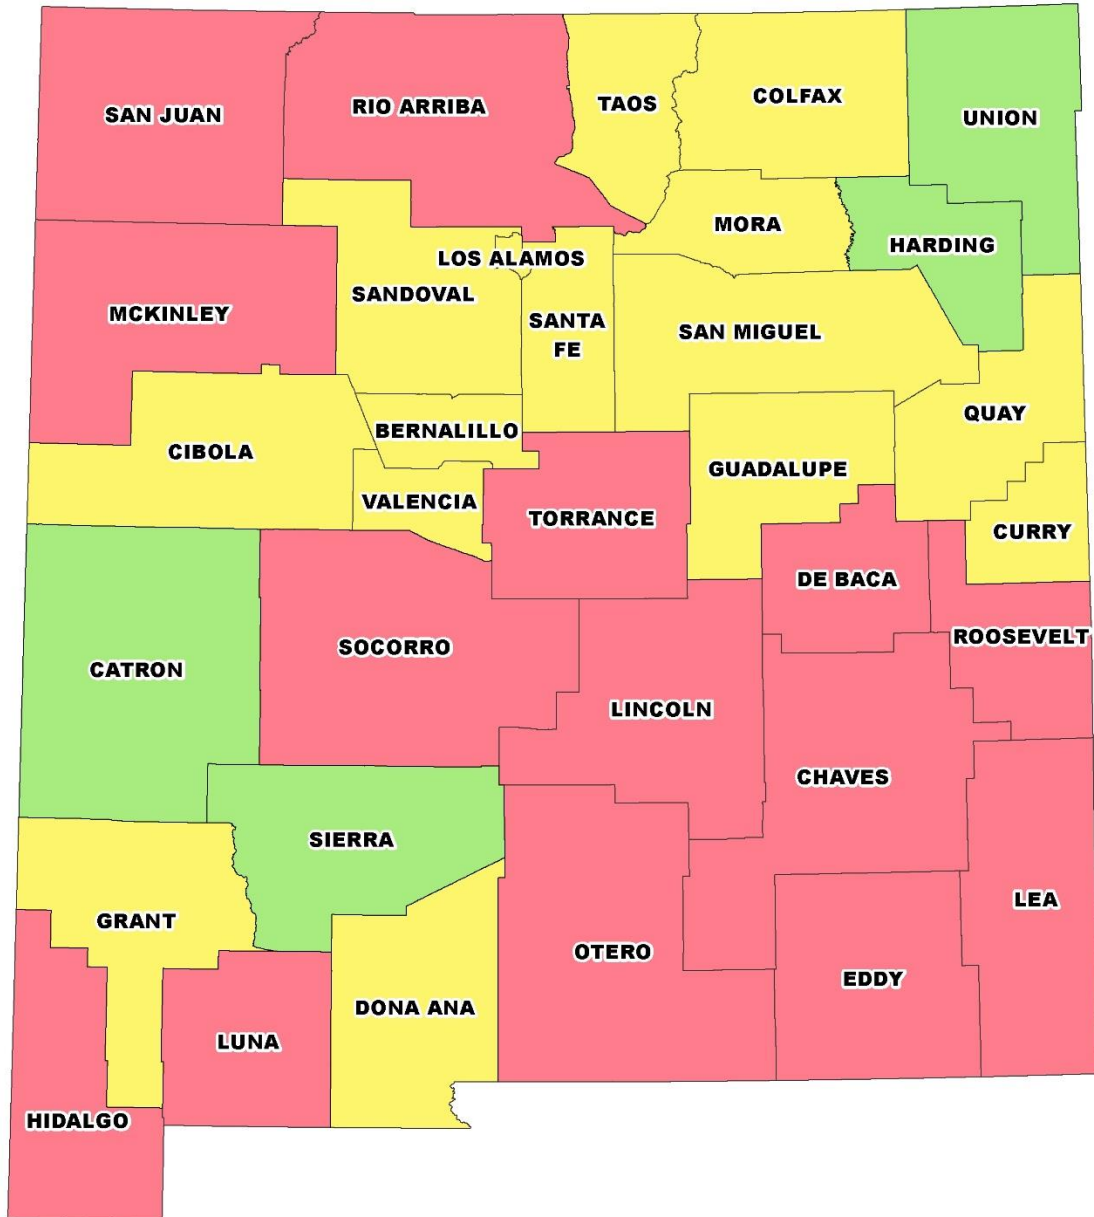 SAN JUAN
RIO ARRIBA
TAOS
COLFAX
UNION
MORA
HARDING
LOS ALAMOS
SANDOVAL
MCKINLEY
SANTA
FE
SAN MIGUEL
QUAY
BERNALILLO
CIBOLA
GUADALUPE
VALENCIA
TORRANCE
CURRY
DE BACA
ROOSEVELT
SOCORRO
CATRON
LINCOLN
CHAVES
SIERRA
LEA
GRANT
OTERO
EDDY
DONA ANA
LUNA
HIDALGO